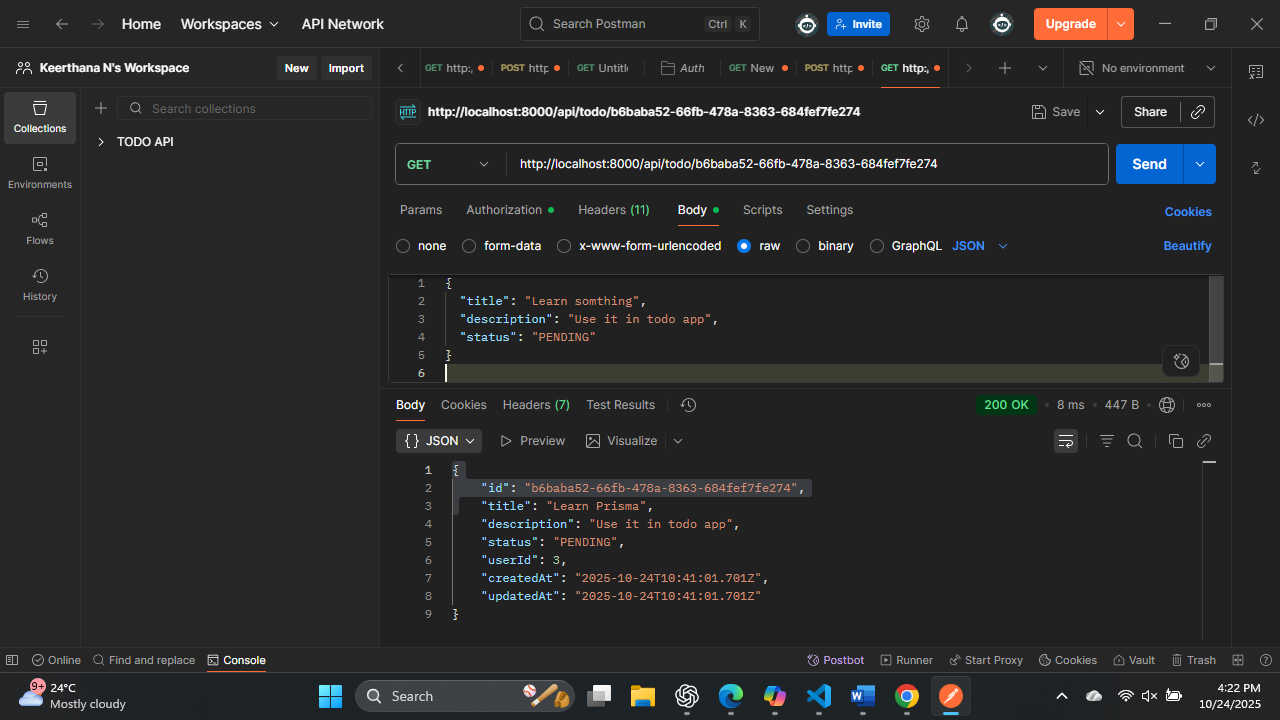 Home Workspaces API Network Search Postman Ctrl K Invite Upgrade
Keerthana N's Workspace New Import GET http:, POST http GET Untitl Auth GET New POST http GET http:, No environment
Collections
Search collections
TODO API
Environments
Flows
History
http://localhost:8000/api/todo/b6baba52-66fb-478a-8363-684fef7fe274 Save Share
GET http://localhost:8000/api/todo/b6baba52-66fb-478a-8363-684fef7fe274 Send
Params Authorization Headers (11) Body Scripts Settings Cookies
none form-data x-www-form-urlencoded raw binary GraphQL JSON Beautify
1 {
2 "title": "Learn somthing",
3 "description": "Use it in todo app",
4 "status": "PENDING"
5 }
6
Body Cookies Headers (7) Test Results 200 OK • 8 ms • 447 B
{} JSON Preview Visualize
1 {
2 "id": "b6baba52-66fb-478a-8363-684fef7fe274",
3 "title": "Learn Prisma",
4 "description": "Use it in todo app",
5 "status": "PENDING",
6 "userId": 3,
7 "createdAt": "2025-10-24T10:41:01.701Z",
8 "updatedAt": "2025-10-24T10:41:01.701Z"
9 }
Online Find and replace Console Postbot Runner Start Proxy Cookies Vault Trash
9+ 24°C
Mostly cloudy
Search
4:22 PM
10/24/2025